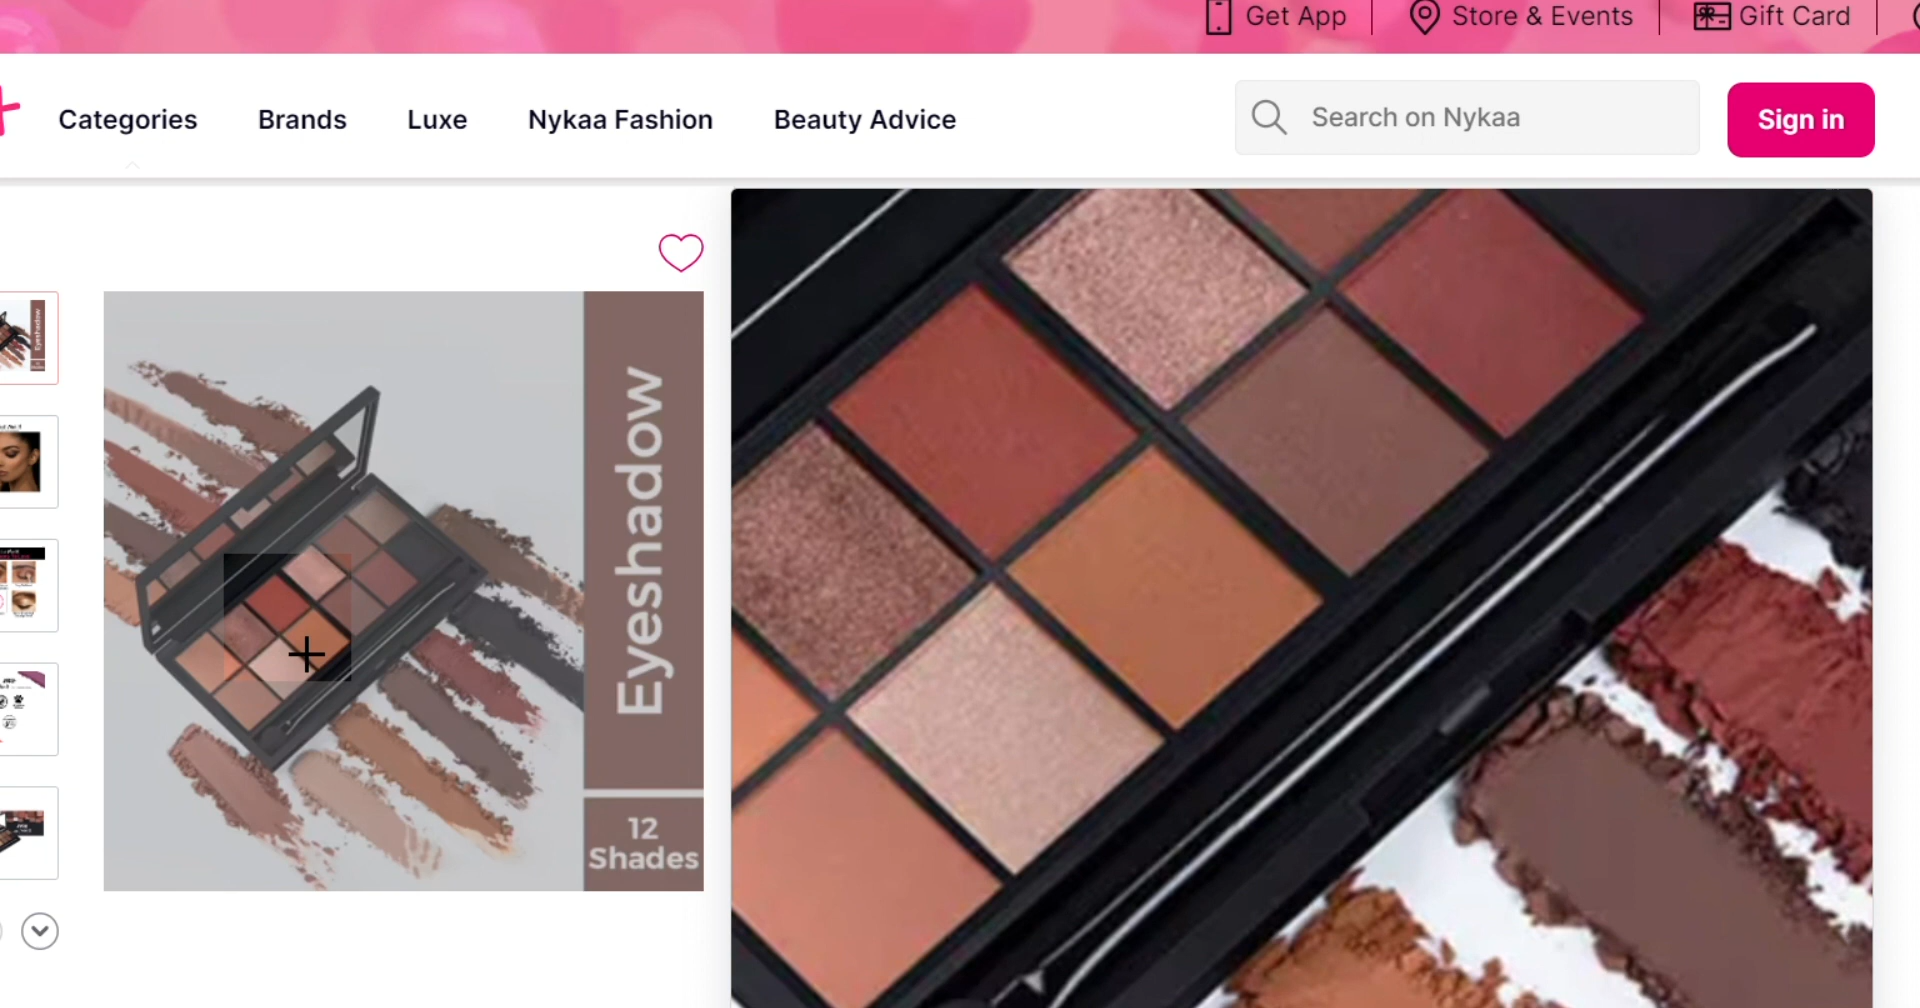 Get App
Store & Events
Gift Card
Categories
Brands
Luxe
Nykaa Fashion
Beauty Advice
Search on Nykaa
Sign in
Eyeshadow
12
Shades
Eyeshadow